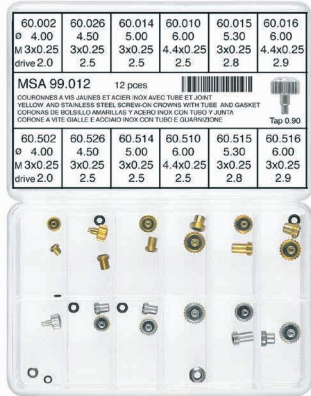 60.002 60.026 60.014 60.010 60.015 60.016
ø 4.00 4.50 5.00 6.00 5.30 6.00
M 3x0.25 3x0.25 3x0.25 4.4x0.25 3x0.25 4.4x0.25
drive 2.0 2.5 2.5 2.5 2.8 2.9
MSA 99.012 12 pces
COURONNES A VIS JAUNES ET ACIER INOX AVEC TUBE ET JOINT
YELLOW AND STAINLESS STEEL SCREW-ON CROWNS WITH TUBE AND GASKET
CORONAS DE BOLSILLO AMARILLAS Y ACERO INOX CON TUBO Y JUNTA
CORONE A VITE GIALLE E ACCIAIO INOX CON TUBO E GUARNIZIONE
Tap 0.90
60.502 60.526 60.514 60.510 60.515 60.516
ø 4.00 4.50 5.00 6.00 5.30 6.00
M 3x0.25 3x0.25 3x0.25 4.4x0.25 3x0.25 4.4x0.25
drive 2.0 2.5 2.5 2.5 2.8 2.9